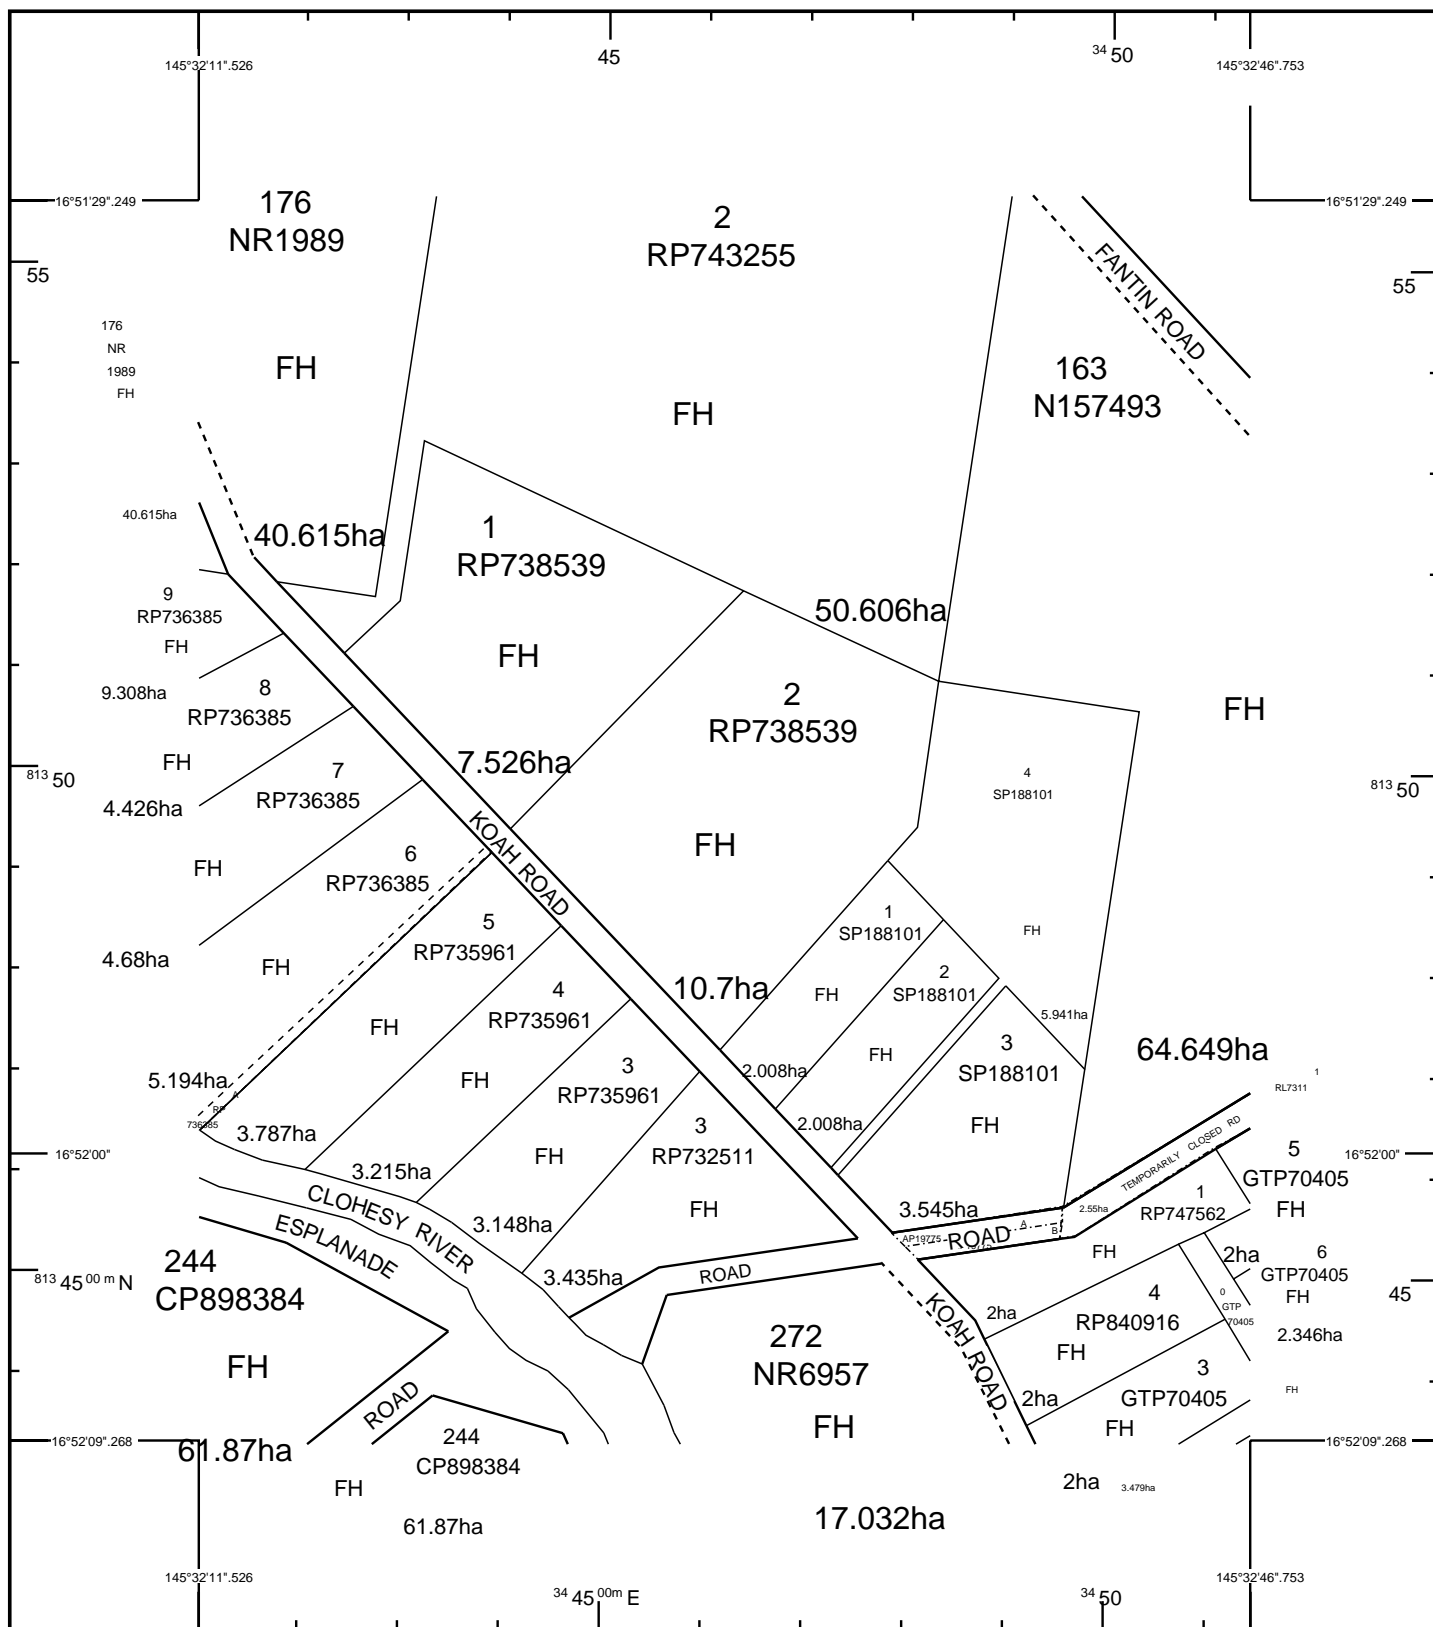 45
34 50
145°32'11".526
145°32'46".753
16°51'29".249
16°51'29".249
176
NR1989
FH
40.615ha
2
RP743255
FH
50.606ha
FANTIN ROAD
163
N157493
FH
64.649ha
55
55
176
NR
1989
FH
40.615ha
1
RP738539
FH
7.526ha
2
RP738539
FH
10.7ha
9
RP736385
FH
9.308ha
8
RP736385
FH
4.426ha
7
RP736385
FH
4.68ha
6
RP736385
FH
5.194ha
813 50
813 50
KOAH ROAD
4
SP188101
FH
5.941ha
1
SP188101
FH
2.008ha
2
SP188101
FH
2.008ha
3
SP188101
FH
3.545ha
5
RP735961
FH
3.787ha
4
RP735961
FH
3.215ha
3
RP735961
FH
3.148ha
3
RP732511
FH
3.435ha
A
RP
736385
16°52'00"
16°52'00"
1
RL7311
TEMPORARILY CLOSED RD
2.55ha
A
B
AP19775
ROAD
5
GTP70405
FH
2ha
1
RP747562
FH
2ha
6
GTP70405
FH
2.346ha
0
GTP
70405
FH
4
RP840916
FH
2ha
3
GTP70405
FH
2ha
3.479ha
CLOHESY RIVER
ESPLANADE
244
CP898384
FH
61.87ha
813 45 00 m N
45
ROAD
KOAH ROAD
272
NR6957
FH
17.032ha
ROAD
244
CP898384
FH
61.87ha
16°52'09".268
16°52'09".268
145°32'11".526
145°32'46".753
34 45 00m E
34 50